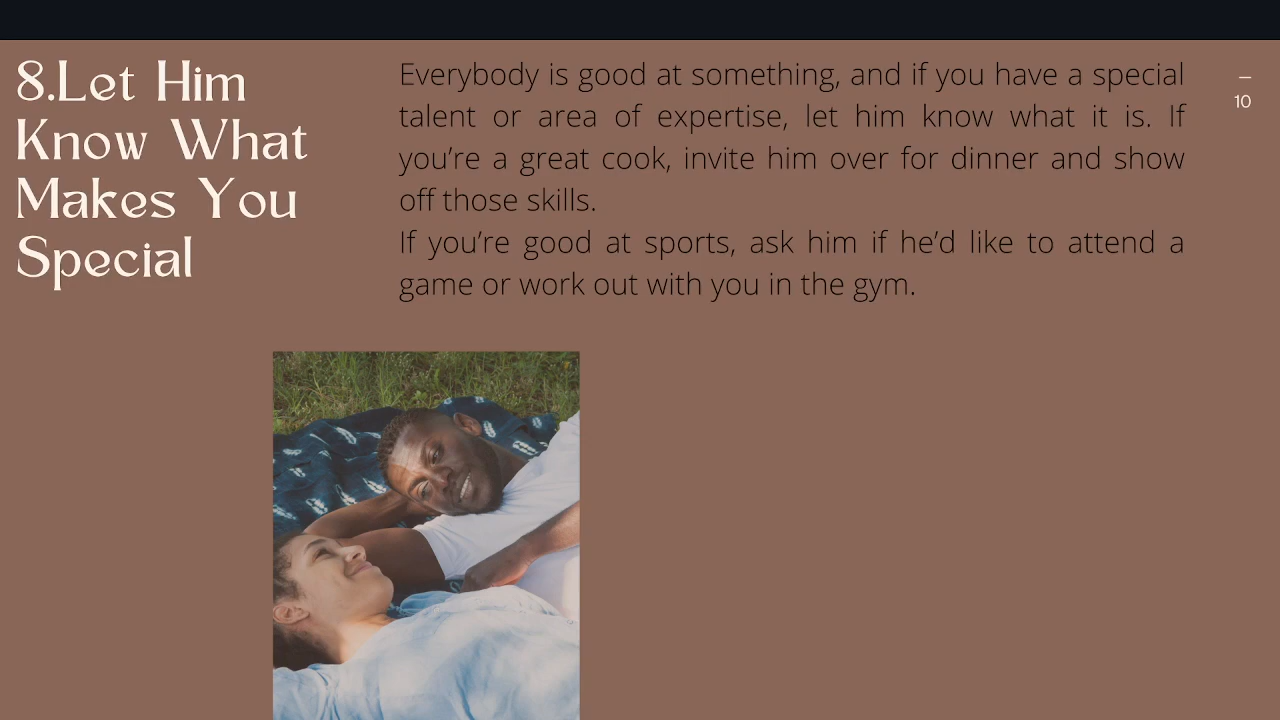 8.Let Him
Know What
Makes You
Special
Everybody is good at something, and if you have a special
talent or area of expertise, let him know what it is. If
you’re a great cook, invite him over for dinner and show
off those skills.
If you’re good at sports, ask him if he’d like to attend a
game or work out with you in the gym.
—
10